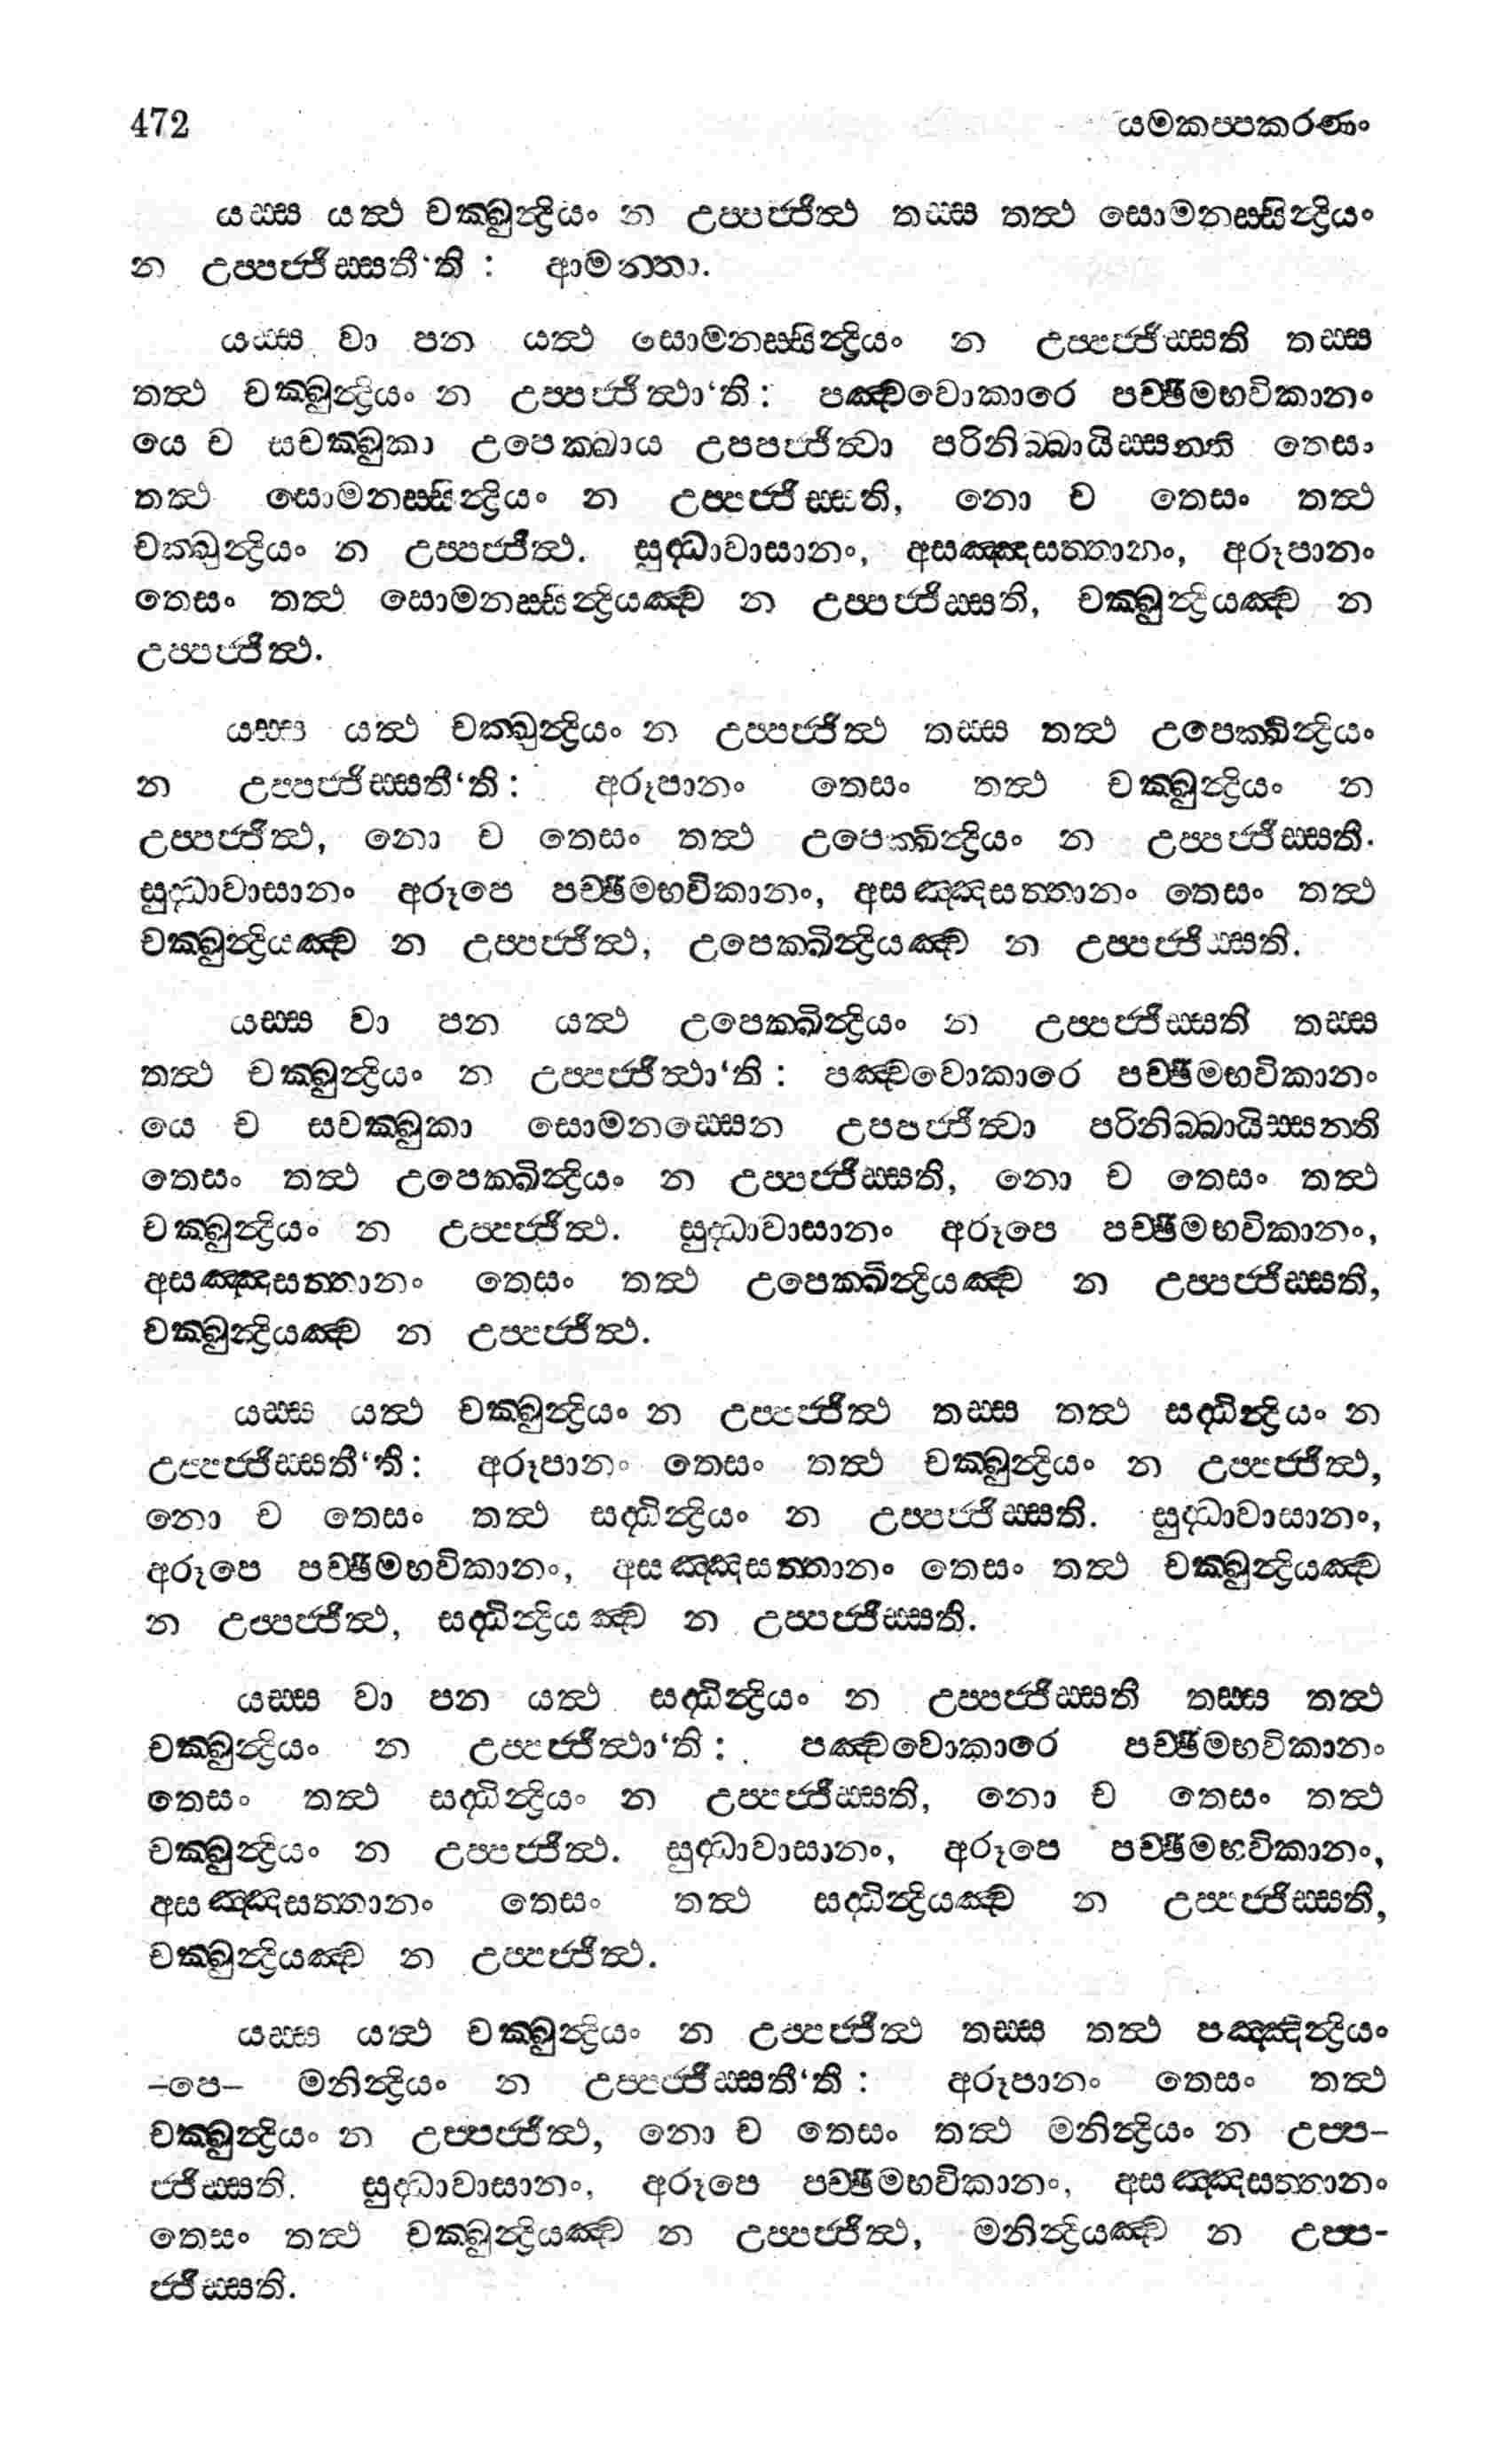 472 යමකප්පකරණං
යස්ස යත්ථ චක්ඛුන්ද්‍රියං න උප්පජ්ජිත්ථ තස්ස තත්ථ සොමනස්සින්ද්‍රියං
න උප්පජ්ජිස්සතී‘ති : ආමන්තා.
යස්ස වා පන යත්ථ සොමනස්සින්ද්‍රියං න උප්පජ්ජිස්සති තස්ස
තත්ථ චක්ඛුන්ද්‍රියං න උප්පජ්ජිත්ථා‘ති : පඤ්චවොකාරෙ පච්ඡිමභවිකානං
යෙ ච සචක්ඛුකා උපෙක්ඛාය උපපජ්ජිත්වා පරිනිබ්බායිස්සන්ති තෙසං
තත්ථ සොමනස්සින්ද්‍රියං න උප්පජ්ජිස්සති, නො ච තෙසං තත්ථ
චක්ඛුන්ද්‍රියං න උප්පජ්ජිත්ථ. සුද්ධාවාසානං, අසඤ්ඤසත්තානං, අරූපානං
තෙසං තත්ථ සොමනස්සින්ද්‍රියඤ්ච න උප්පජ්ජිස්සති, චක්ඛුන්ද්‍රියඤ්ච න
උප්පජ්ජිත්ථ.
යස්ස යත්ථ චක්ඛුන්ද්‍රියං න උප්පජ්ජිත්ථ තස්ස තත්ථ උපෙක්ඛින්ද්‍රියං
න උප්පජ්ජිස්සතී‘ති : අරූපානං තෙසං තත්ථ චක්ඛුන්ද්‍රියං න
උප්පජ්ජිත්ථ, නො ච තෙසං තත්ථ උපෙක්ඛින්ද්‍රියං න උප්පජ්ජිස්සති.
සුද්ධාවාසානං අරූපෙ පච්ඡිමභවිකානං, අසඤ්ඤසත්තානං තෙසං තත්ථ
චක්ඛුන්ද්‍රියඤ්ච න උප්පජ්ජිත්ථ, උපෙක්ඛින්ද්‍රියඤ්ච න උප්පජ්ජිස්සති.
යස්ස වා පන යත්ථ උපෙක්ඛින්ද්‍රියං න උප්පජ්ජිස්සති තස්ස
තත්ථ චක්ඛුන්ද්‍රියං න උප්පජ්ජිත්ථා‘ති : පඤ්චවොකාරෙ පච්ඡිමභවිකානං
යෙ ච සචක්ඛුකා සොමනස්සෙන උපපජ්ජිත්වා පරිනිබ්බායිස්සන්ති
තෙසං තත්ථ උපෙක්ඛින්ද්‍රියං න උප්පජ්ජිස්සති, නො ච තෙසං තත්ථ
චක්ඛුන්ද්‍රියං න උප්පජ්ජිත්ථ. සුද්ධාවාසානං අරූපෙ පච්ඡිමභවිකානං,
අසඤ්ඤසත්තානං තෙසං තත්ථ උපෙක්ඛින්ද්‍රියඤ්ච න උප්පජ්ජිස්සති,
චක්ඛුන්ද්‍රියඤ්ච න උප්පජ්ජිත්ථ.
යස්ස යත්ථ චක්ඛුන්ද්‍රියං න උප්පජ්ජිත්ථ තස්ස තත්ථ සද්ධින්ද්‍රියං න
උප්පජ්ජිස්සතී‘ති : අරූපානං තෙසං තත්ථ චක්ඛුන්ද්‍රියං න උප්පජ්ජිත්ථ,
නො ච තෙසං තත්ථ සද්ධින්ද්‍රියං න උප්පජ්ජිස්සති. සුද්ධාවාසානං,
අරූපෙ පච්ඡිමභවිකානං, අසඤ්ඤසත්තානං තෙසං තත්ථ චක්ඛුන්ද්‍රියඤ්ච
න උප්පජ්ජිත්ථ, සද්ධින්ද්‍රියඤ්ච න උප්පජ්ජිස්සති.
යස්ස වා පන යත්ථ සද්ධින්ද්‍රියං න උප්පජ්ජිස්සති තස්ස තත්ථ
චක්ඛුන්ද්‍රියං න උප්පජ්ජිත්ථා‘ති : පඤ්චවොකාරෙ පච්ඡිමභවිකානං
තෙසං තත්ථ සද්ධින්ද්‍රියං න උප්පජ්ජිස්සති, නො ච තෙසං තත්ථ
චක්ඛුන්ද්‍රියං න උප්පජ්ජිත්ථ. සුද්ධාවාසානං, අරූපෙ පච්ඡිමභවිකානං,
අසඤ්ඤසත්තානං තෙසං තත්ථ සද්ධින්ද්‍රියඤ්ච න උප්පජ්ජිස්සති,
චක්ඛුන්ද්‍රියඤ්ච න උප්පජ්ජිත්ථ.
යස්ස යත්ථ චක්ඛුන්ද්‍රියං න උප්පජ්ජිත්ථ තස්ස තත්ථ පඤ්ඤින්ද්‍රියං
–පෙ– මනින්ද්‍රියං න උප්පජ්ජිස්සතී‘ති : අරූපානං තෙසං තත්ථ
චක්ඛුන්ද්‍රියං න උප්පජ්ජිත්ථ, නො ච තෙසං තත්ථ මනින්ද්‍රියං න උප්ප–
ජ්ජිස්සති. සුද්ධාවාසානං, අරූපෙ පච්ඡිමභවිකානං, අසඤ්ඤසත්තානං
තෙසං තත්ථ චක්ඛුන්ද්‍රියඤ්ච න උප්පජ්ජිත්ථ, මනින්ද්‍රියඤ්ච න උප්ප-
ජ්ජිස්සති.